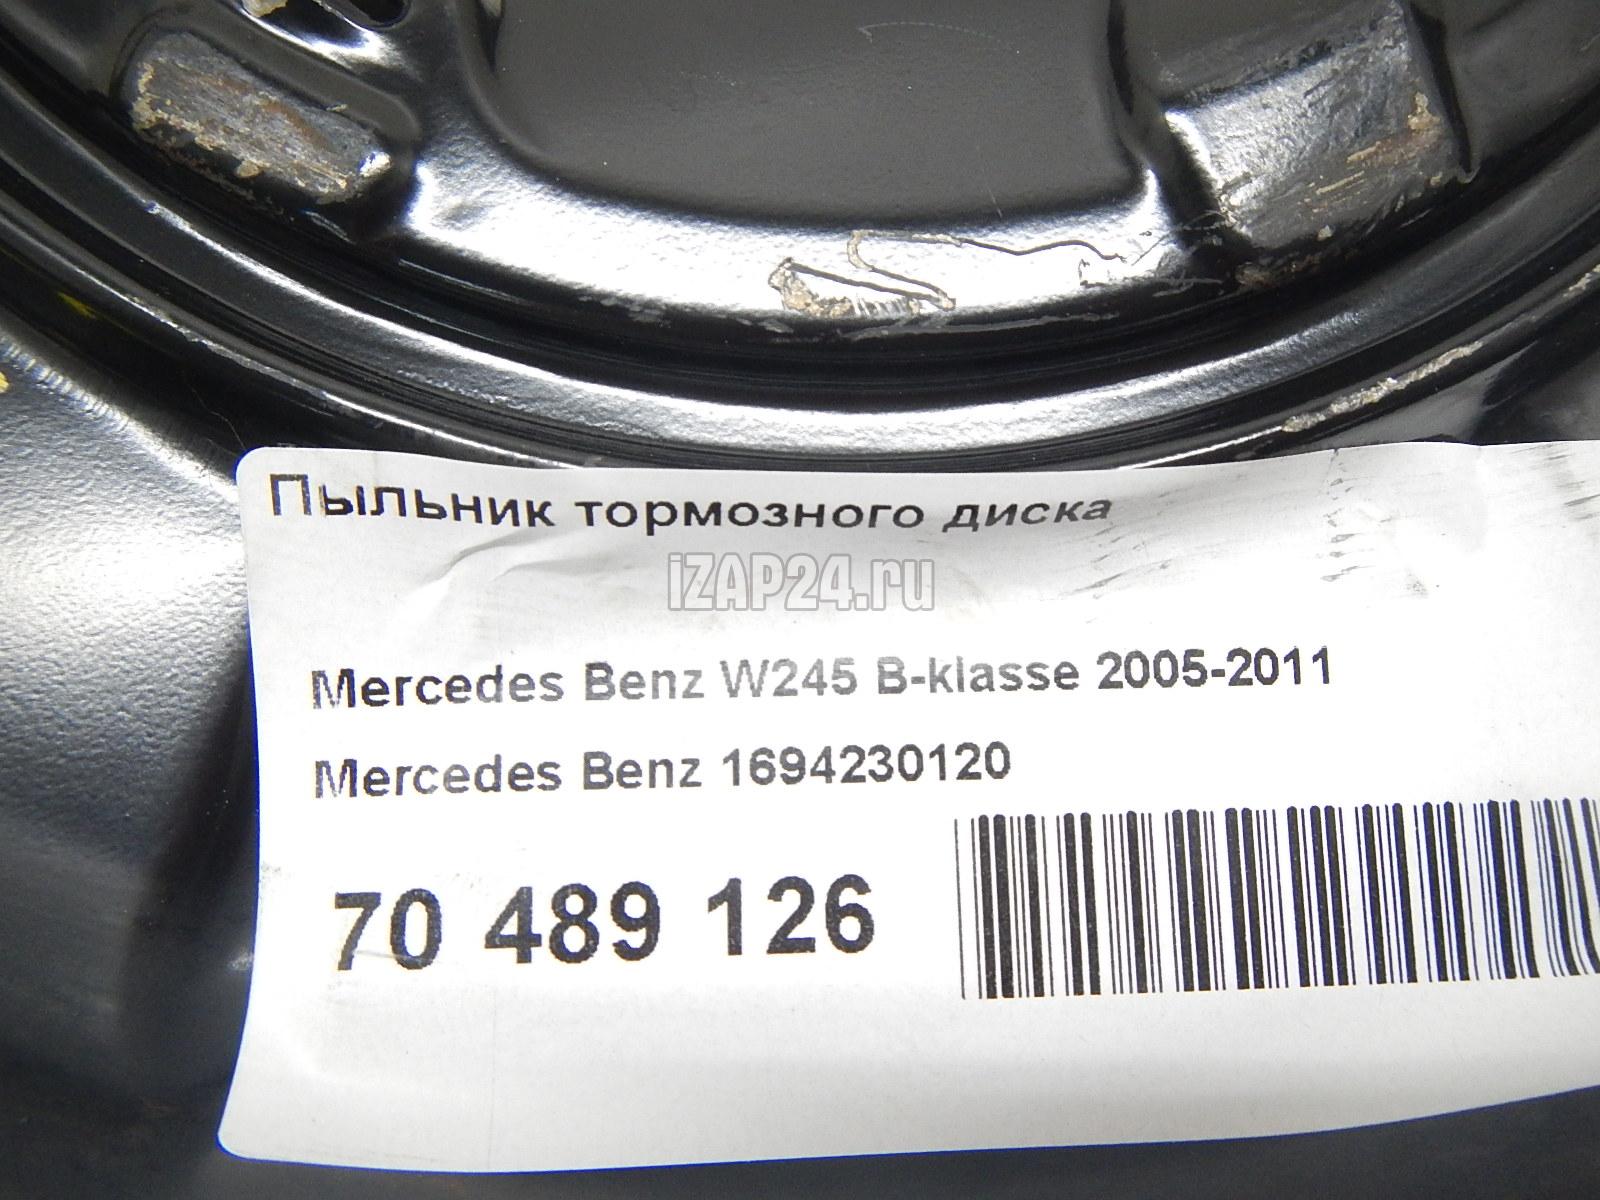 Пыльник тормозного диска
iZAP24.ru
Mercedes Benz W245 B-klasse 2005-2011
Mercedes Benz 1694230120
70 489 126